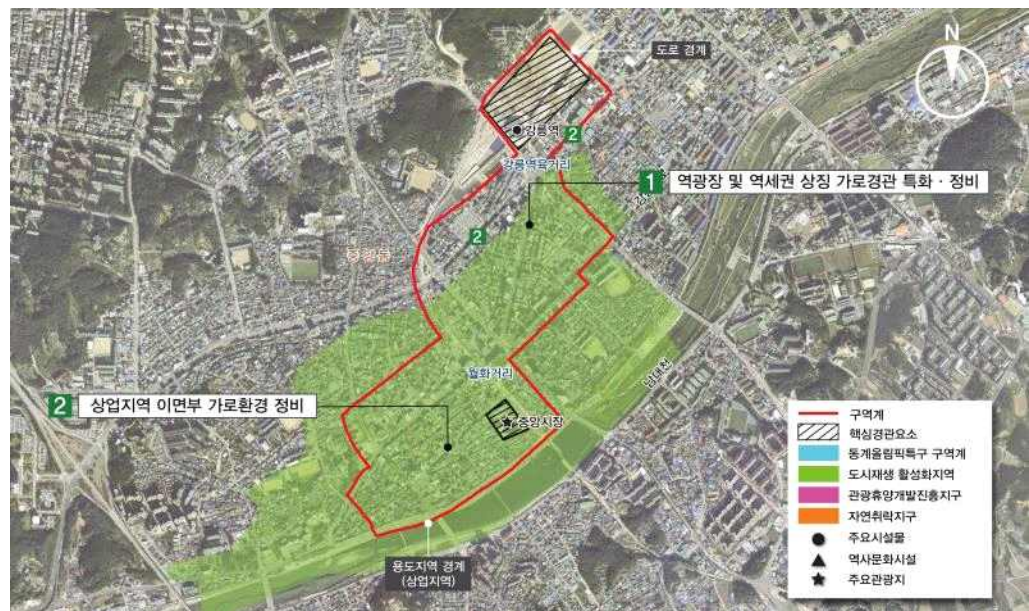 도로 경계
N
강릉역
2
강릉역육거리
1 역광장 및 역세권 상징 가로경관 특화 · 정비
2
중앙동
월화거리
남대천
2 상업지역 이면부 가로환경 정비
중앙시장
용도지역 경계
(상업지역)
구역계
핵심경관요소
동계올림픽특구 구역계
도시재생 활성화지역
관광휴양개발진흥지구
자연취락지구
주요시설물
역사문화시설
주요관광지